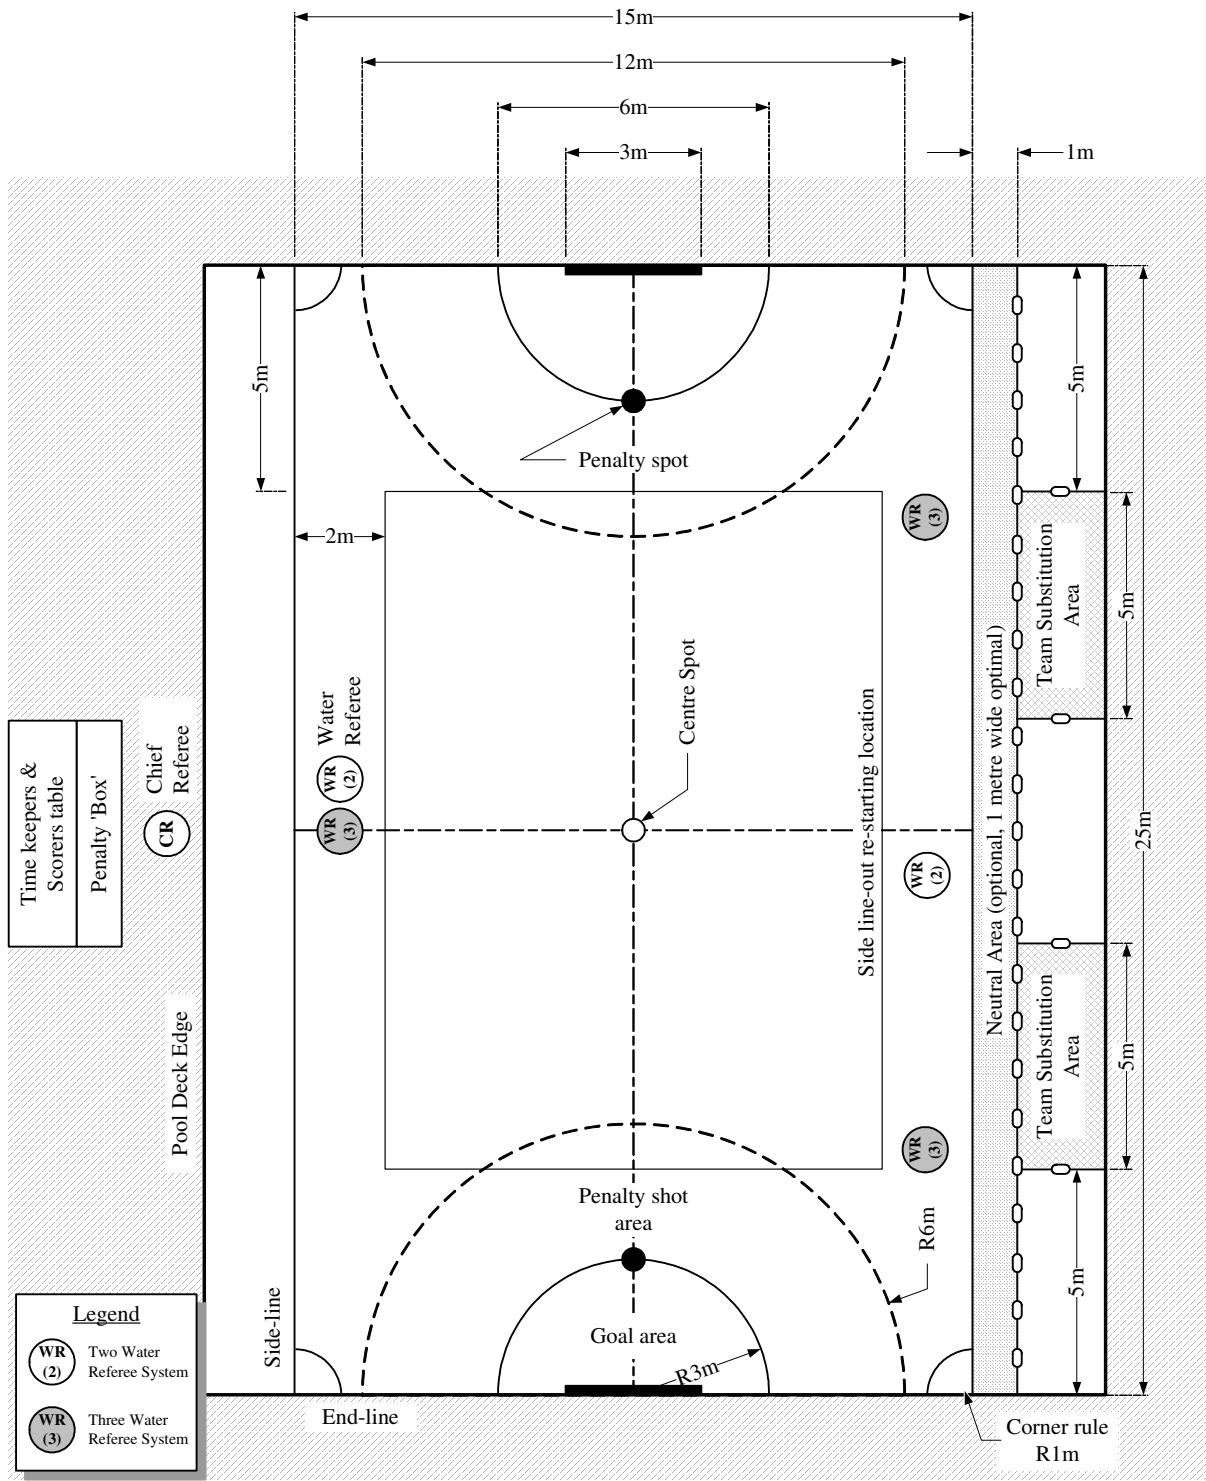 15m
12m
6m
3m
1m
5m
5m
Penalty spot
WR
(3)
2m
Team Substitution
Area
5m
Centre Spot
Water
Referee
WR
(2)
WR
(3)
Side line-out re-starting location
Neutral Area (optional, 1 metre wide optimal)
Chief
Referee
CR
Time keepers &
Scorers table
Penalty 'Box'
WR
(2)
25m
Pool Deck Edge
Team Substitution
Area
5m
WR
(3)
Penalty shot
area
R6m
5m
Side-line
Goal area
R3m
End-line
Corner rule
R1m
Legend
WR
(2)
Two Water
Referee System
WR
(3)
Three Water
Referee System